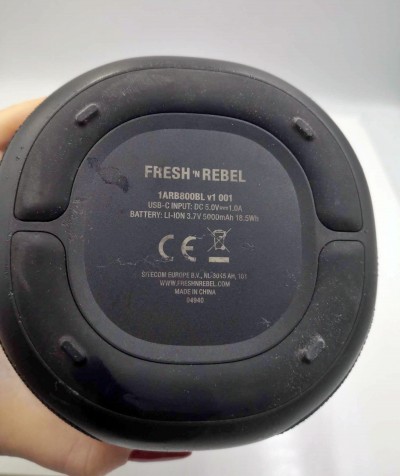 FRESH 'N REBEL
1ARB800BL v1 001
USB-C INPUT: DC 5.0V⎓1.0A
BATTERY: LI-ION 3.7V 5000mAh 18.5Wh
CE
SITECOM EUROPE B.V., NL-3045 AH, 101
WWW.FRESHNREBEL.COM
MADE IN CHINA
04940